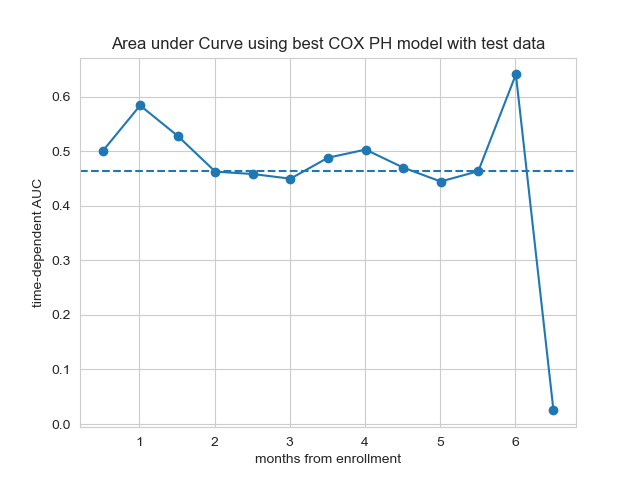 Area under Curve using best COX PH model with test data
time-dependent AUC
0.6
0.5
0.4
0.3
0.2
0.1
0.0
1 2 3 4 5 6
months from enrollment